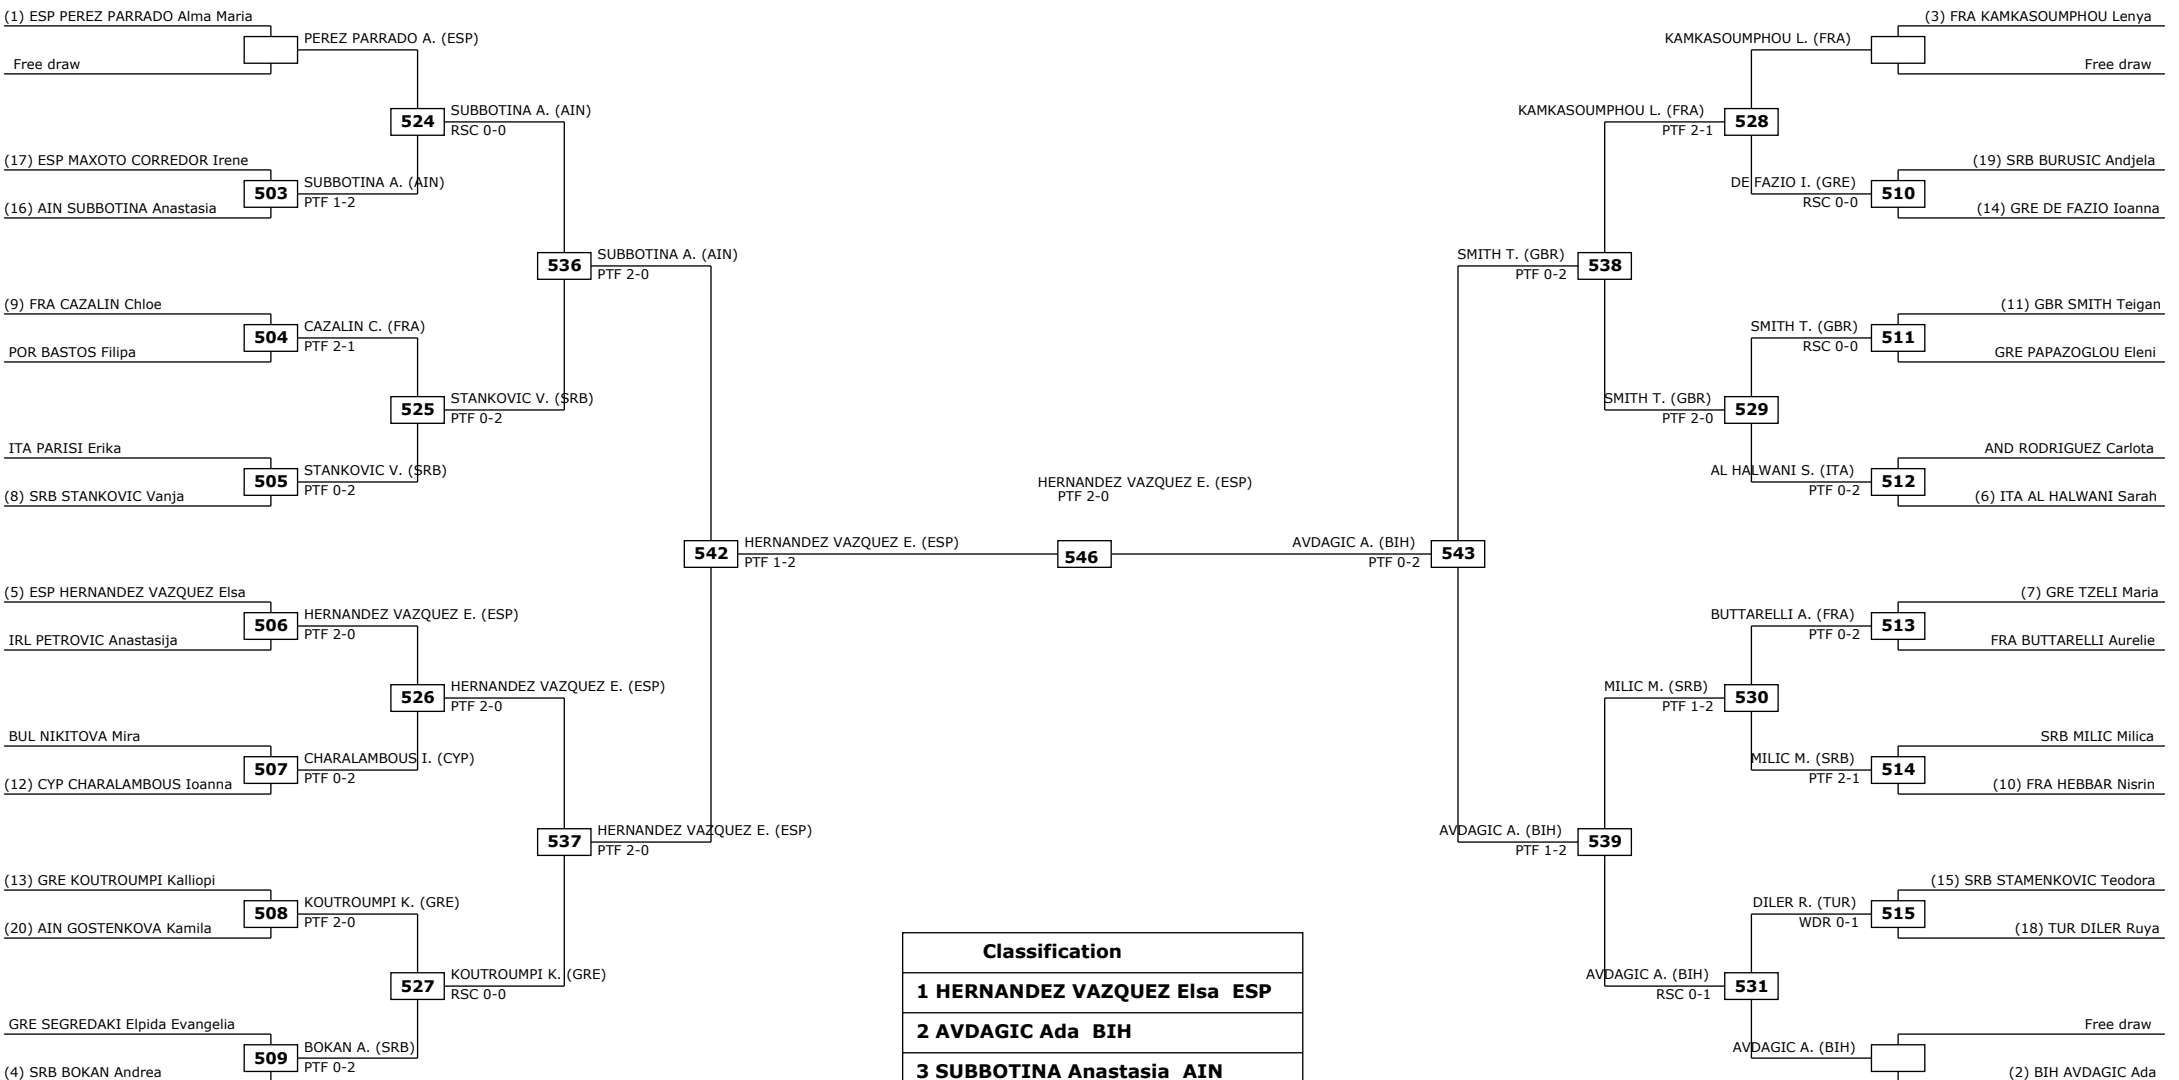 (1) ESP PEREZ PARRADO Alma Maria
PEREZ PARRADO A. (ESP)
Free draw
524
SUBBOTINA A. (AIN)
RSC 0-0
(17) ESP MAXOTO CORREDOR Irene
503
SUBBOTINA A. (AIN)
PTF 1-2
(16) AIN SUBBOTINA Anastasia
536
SUBBOTINA A. (AIN)
PTF 2-0
(9) FRA CAZALIN Chloe
504
CAZALIN C. (FRA)
PTF 2-1
POR BASTOS Filipa
525
STANKOVIC V. (SRB)
PTF 0-2
ITA PARISI Erika
505
STANKOVIC V. (SRB)
PTF 0-2
(8) SRB STANKOVIC Vanja
542
HERNANDEZ VAZQUEZ E. (ESP)
PTF 1-2
(5) ESP HERNANDEZ VAZQUEZ Elsa
506
HERNANDEZ VAZQUEZ E. (ESP)
PTF 2-0
IRL PETROVIC Anastasija
526
HERNANDEZ VAZQUEZ E. (ESP)
PTF 2-0
BUL NIKITOVA Mira
507
CHARALAMBOUS I. (CYP)
PTF 0-2
(12) CYP CHARALAMBOUS Ioanna
537
HERNANDEZ VAZQUEZ E. (ESP)
PTF 2-0
(13) GRE KOUTROUMPI Kalliopi
508
KOUTROUMPI K. (GRE)
PTF 2-0
(20) AIN GOSTENKOVA Kamila
527
KOUTROUMPI K. (GRE)
RSC 0-0
GRE SEGREDAKI Elpida Evangelia
509
BOKAN A. (SRB)
PTF 0-2
(4) SRB BOKAN Andrea
HERNANDEZ VAZQUEZ E. (ESP)
PTF 2-0
546
Classification
1 HERNANDEZ VAZQUEZ Elsa ESP
2 AVDAGIC Ada BIH
3 SUBBOTINA Anastasia AIN
(3) FRA KAMKASOUMPHOU Lenya
KAMKASOUMPHOU L. (FRA)
Free draw
KAMKASOUMPHOU L. (FRA)
PTF 2-1
528
(19) SRB BURUSIC Andjela
DE FAZIO I. (GRE)
RSC 0-0
510
(14) GRE DE FAZIO Ioanna
SMITH T. (GBR)
PTF 0-2
538
(11) GBR SMITH Teigan
SMITH T. (GBR)
RSC 0-0
511
GRE PAPAZOGLOU Eleni
SMITH T. (GBR)
PTF 2-0
529
AND RODRIGUEZ Carlota
AL HALWANI S. (ITA)
PTF 0-2
512
(6) ITA AL HALWANI Sarah
AVDAGIC A. (BIH)
PTF 0-2
543
(7) GRE TZELI Maria
BUTTARELLI A. (FRA)
PTF 0-2
513
FRA BUTTARELLI Aurelie
MILIC M. (SRB)
PTF 1-2
530
SRB MILIC Milica
MILIC M. (SRB)
PTF 2-1
514
(10) FRA HEBBAR Nisrin
AVDAGIC A. (BIH)
PTF 1-2
539
(15) SRB STAMENKOVIC Teodora
DILER R. (TUR)
WDR 0-1
515
(18) TUR DILER Ruya
AVDAGIC A. (BIH)
RSC 0-1
531
Free draw
AVDAGIC A. (BIH)
(2) BIH AVDAGIC Ada